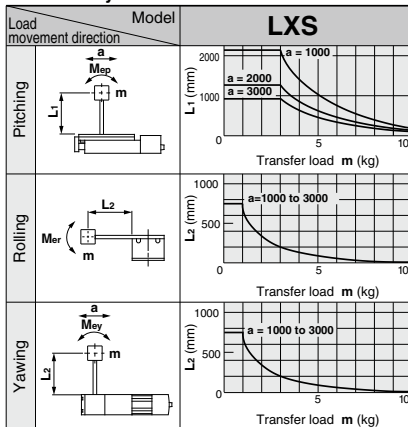 Load
movement direction
Model
LXS
Pitching
a
Mep
m
L1
L1 (mm)
2000
1000
a = 1000
a = 2000
a = 3000
5
10
Transfer load m (kg)
Rolling
L2
Mer
m
L2 (mm)
1000
500
0
a=1000 to 3000
5
10
Transfer load m (kg)
Yawing
a
Mey
m
L2
L2 (mm)
1000
500
0
a = 1000 to 3000
5
10
Transfer load m (kg)